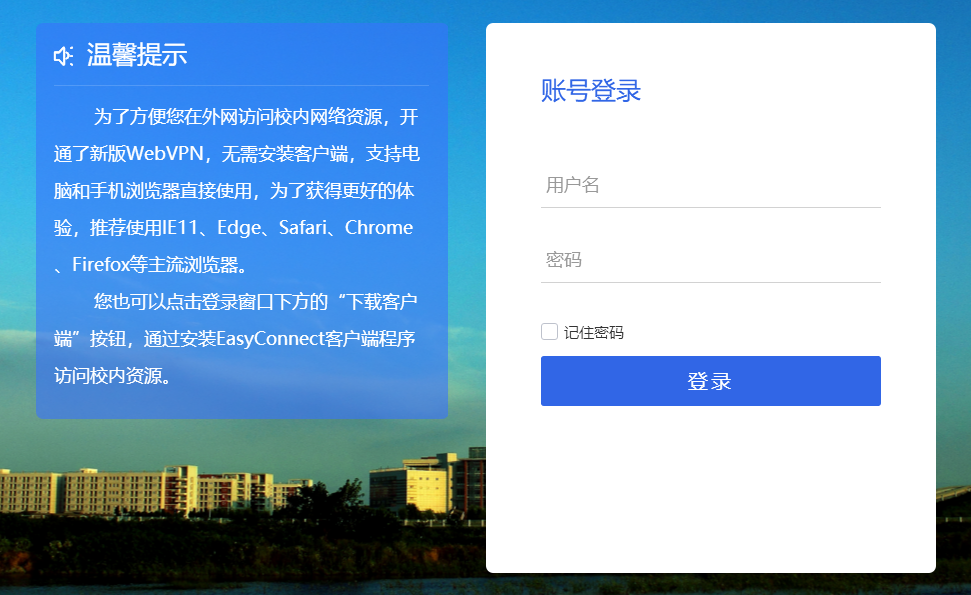 温馨提示
为了方便您在外网访问校内网络资源，开
通了新版WebVPN，无需安装客户端，支持电
脑和手机浏览器直接使用，为了获得更好的体
验，推荐使用IE11、Edge、Safari、Chrome
、Firefox等主流浏览器。
您也可以点击登录窗口下方的“下载客户
端”按钮，通过安装EasyConnect客户端程序
访问校内资源。
账号登录
用户名
密码
记住密码
登录